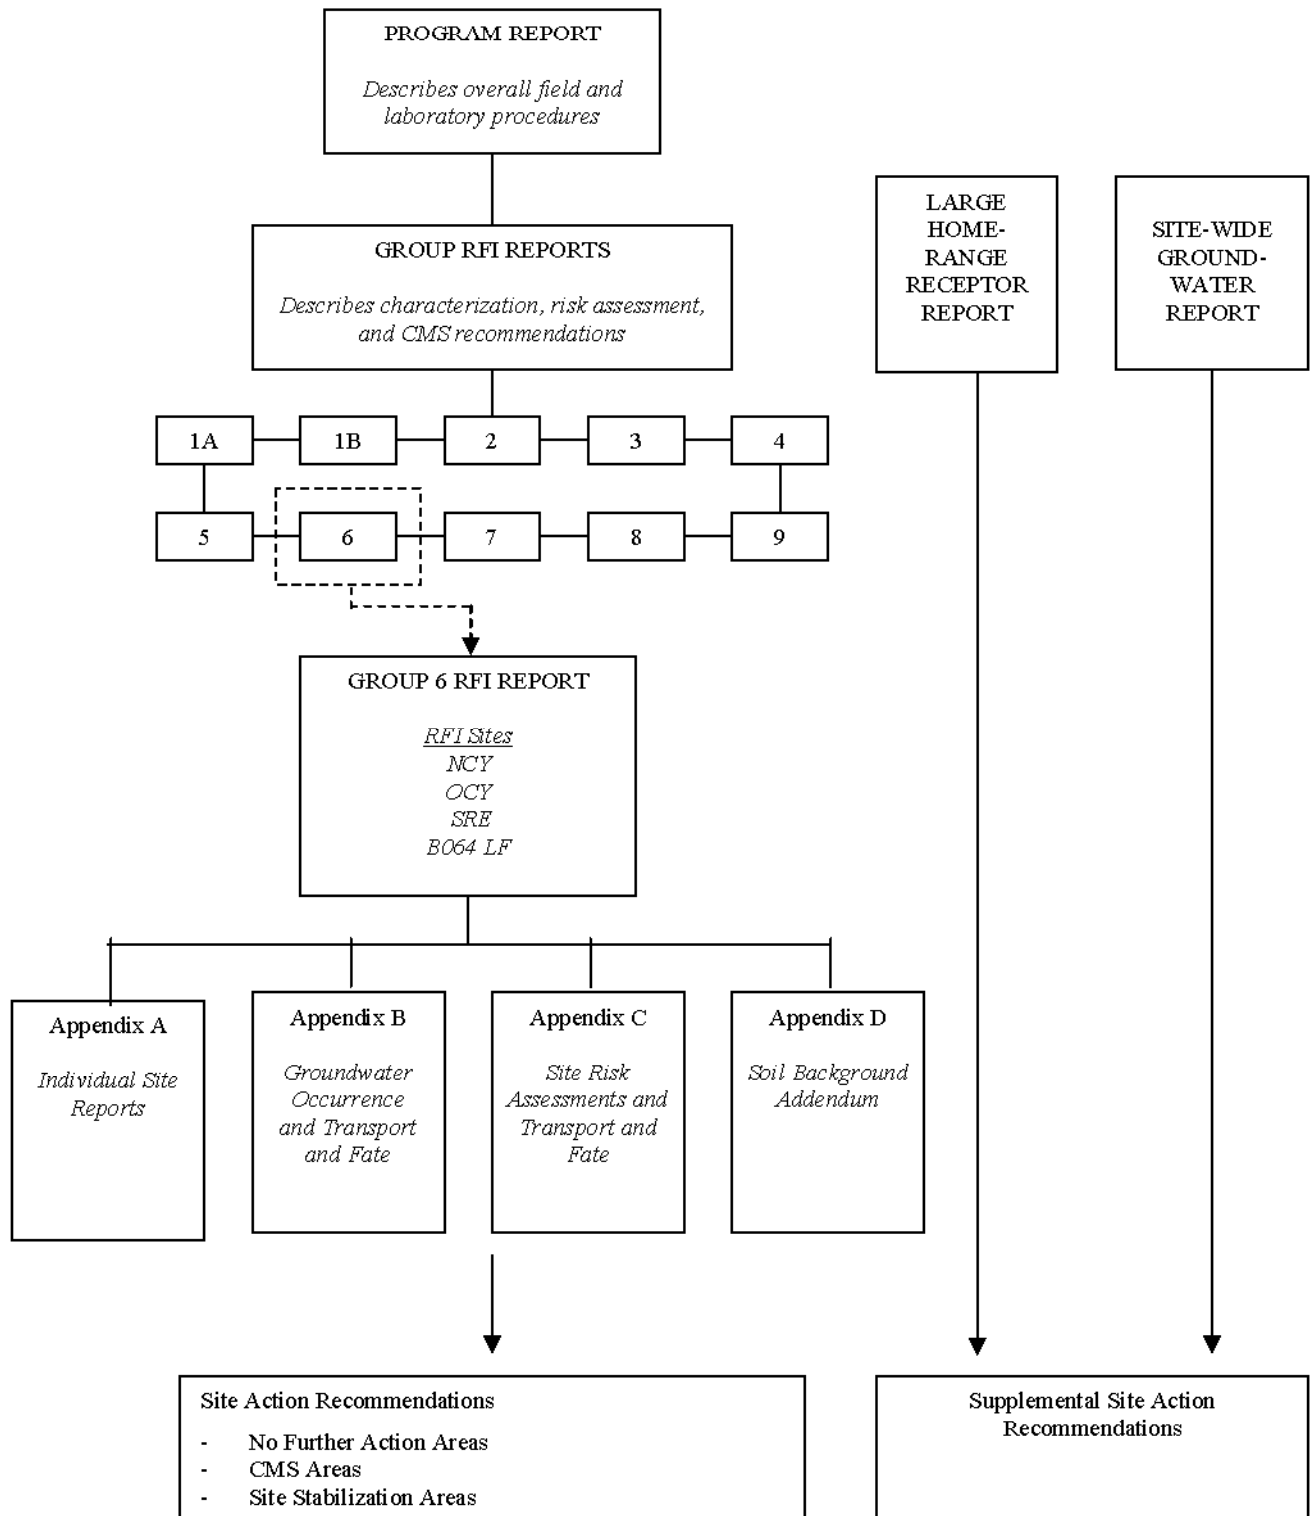 PROGRAM REPORT
Describes overall field and
laboratory procedures
GROUP RFI REPORTS
Describes characterization, risk assessment,
and CMS recommendations
LARGE
HOME-
RANGE
RECEPTOR
REPORT
SITE-WIDE
GROUND-
WATER
REPORT
1A
1B
2
3
4
5
6
7
8
9
GROUP 6 RFI REPORT
RFI Sites
NCY
OCY
SRE
B064 LF
Appendix A
Individual Site
Reports
Appendix B
Groundwater
Occurrence
and Transport
and Fate
Appendix C
Site Risk
Assessments and
Transport and
Fate
Appendix D
Soil Background
Addendum
Site Action Recommendations
- No Further Action Areas
- CMS Areas
- Site Stabilization Areas
Supplemental Site Action
Recommendations